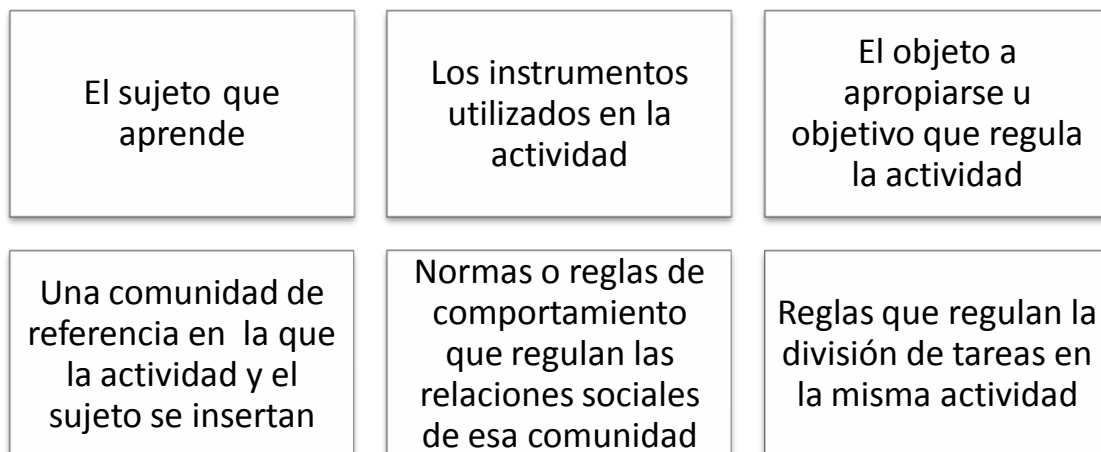 El sujeto que
aprende
Los instrumentos
utilizados en la
actividad
El objeto a
apropiarse u
objetivo que regula
la actividad
Una comunidad de
referencia en la que
la actividad y el
sujeto se insertan
Normas o reglas de
comportamiento
que regulan las
relaciones sociales
de esa comunidad
Reglas que regulan la
división de tareas en
la misma actividad